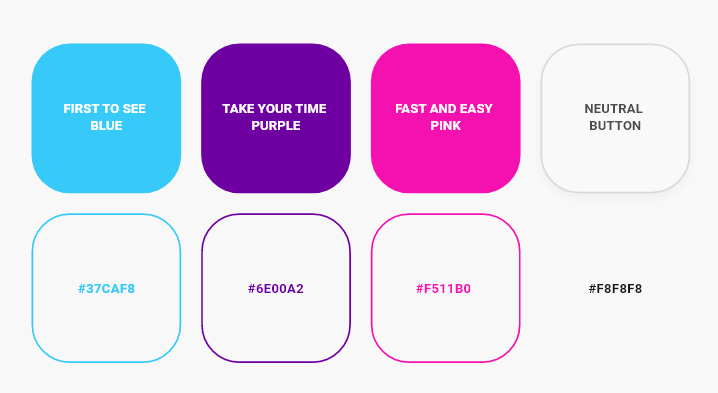 FIRST TO SEE
BLUE
TAKE YOUR TIME
PURPLE
FAST AND EASY
PINK
NEUTRAL
BUTTON
#37CAF8
#6E00A2
#F511B0
#F8F8F8